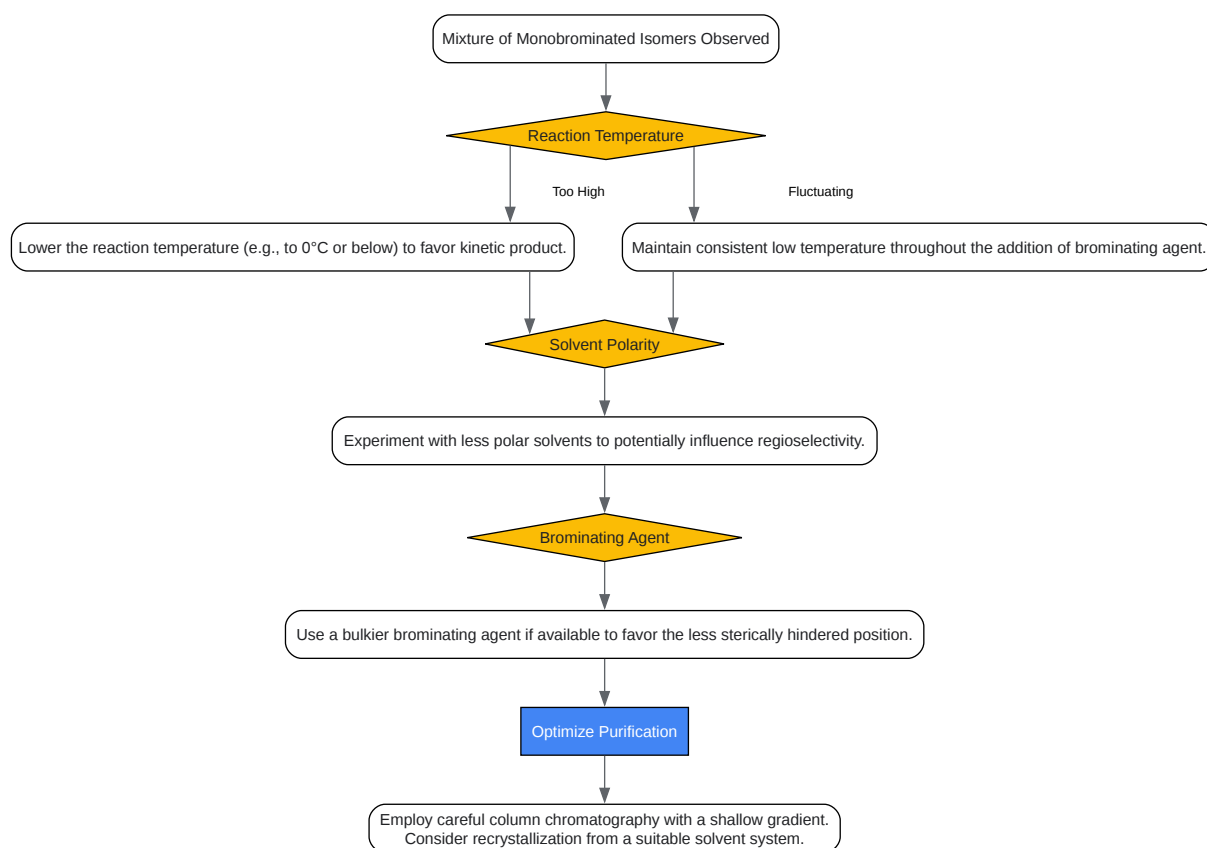 Mixture of Monobrominated Isomers Observed
Reaction Temperature
Too High
Fluctuating
Lower the reaction temperature (e.g., to 0°C or below) to favor kinetic product.
Maintain consistent low temperature throughout the addition of brominating agent.
Solvent Polarity
Experiment with less polar solvents to potentially influence regioselectivity.
Brominating Agent
Use a bulkier brominating agent if available to favor the less sterically hindered position.
Optimize Purification
Employ careful column chromatography with a shallow gradient.
Consider recrystallization from a suitable solvent system.